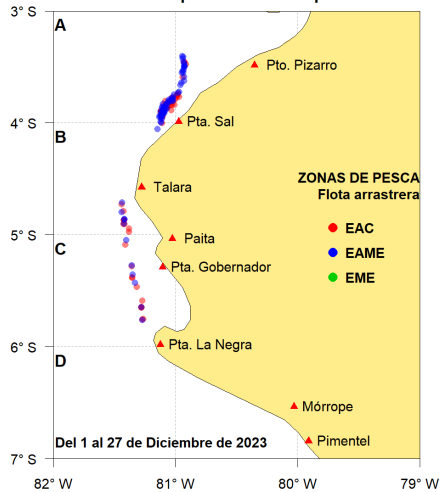 3° S
A
Pto. Pizarro
4° S
Pta. Sal
B
ZONAS DE PESCA
Flota arrastrera
Talara
EAC
5° S
Paita
C
EAME
Pta. Gobernador
EME
6° S
Pta. La Negra
D
Mórrope
Del 1 al 27 de Diciembre de 2023
Pimentel
7° S
82° W
81° W
80° W
79° W